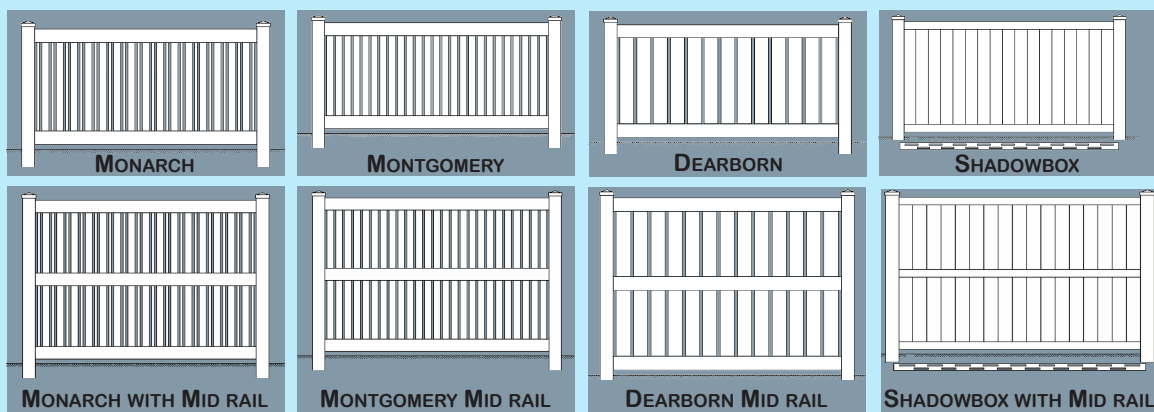 Monarch
Montgomery
Dearborn
Shadowbox
Monarch with Mid rail
Montgomery Mid rail
Dearborn Mid rail
Shadowbox with Mid rail